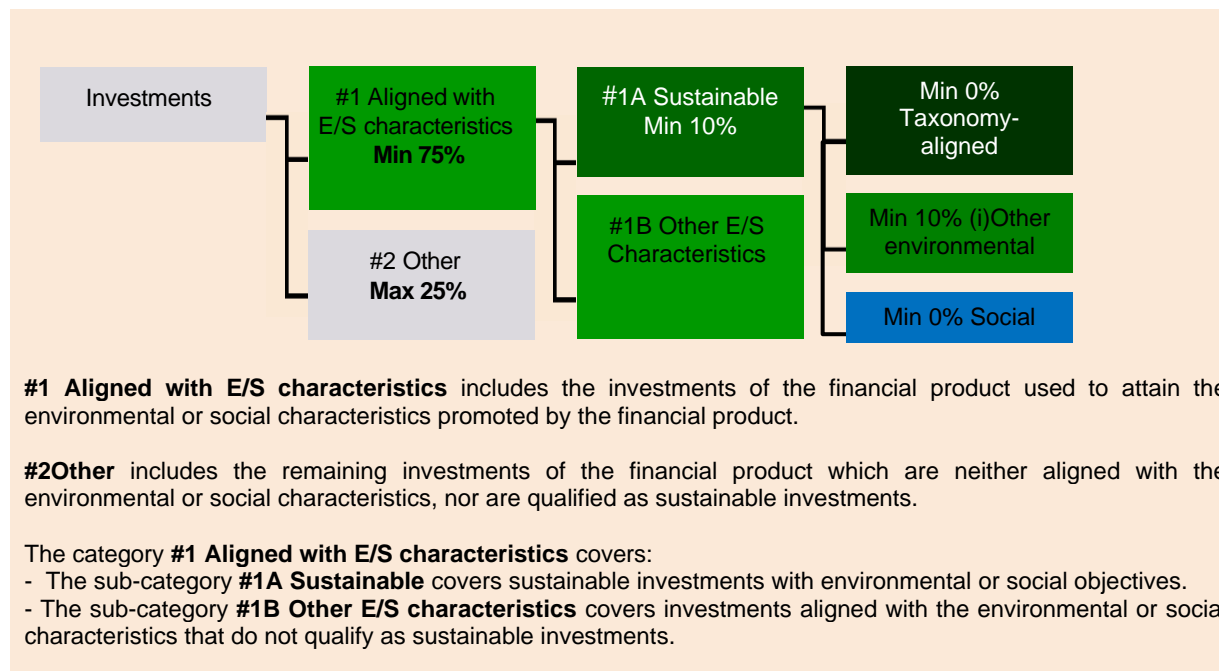 Investments
#1 Aligned with
E/S characteristics
Min 75%
#2 Other
Max 25%
#1A Sustainable
Min 10%
#1B Other E/S
Characteristics
Min 0%
Taxonomy-
aligned
Min 10% (i)Other
environmental
Min 0% Social
#1 Aligned with E/S characteristics includes the investments of the financial product used to attain the
environmental or social characteristics promoted by the financial product.
#2Other includes the remaining investments of the financial product which are neither aligned with the
environmental or social characteristics, nor are qualified as sustainable investments.
The category #1 Aligned with E/S characteristics covers:
- The sub-category #1A Sustainable covers sustainable investments with environmental or social objectives.
- The sub-category #1B Other E/S characteristics covers investments aligned with the environmental or social
characteristics that do not qualify as sustainable investments.